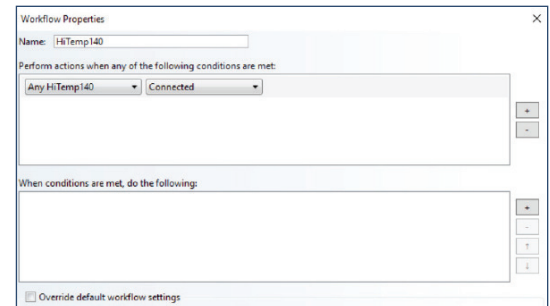 Workflow Properties
Name: HiTemp140
Perform actions when any of the following conditions are met:
Any HiTemp140 Connected
+
-
When conditions are met, do the following:
+
-
↑
↓
Override default workflow settings